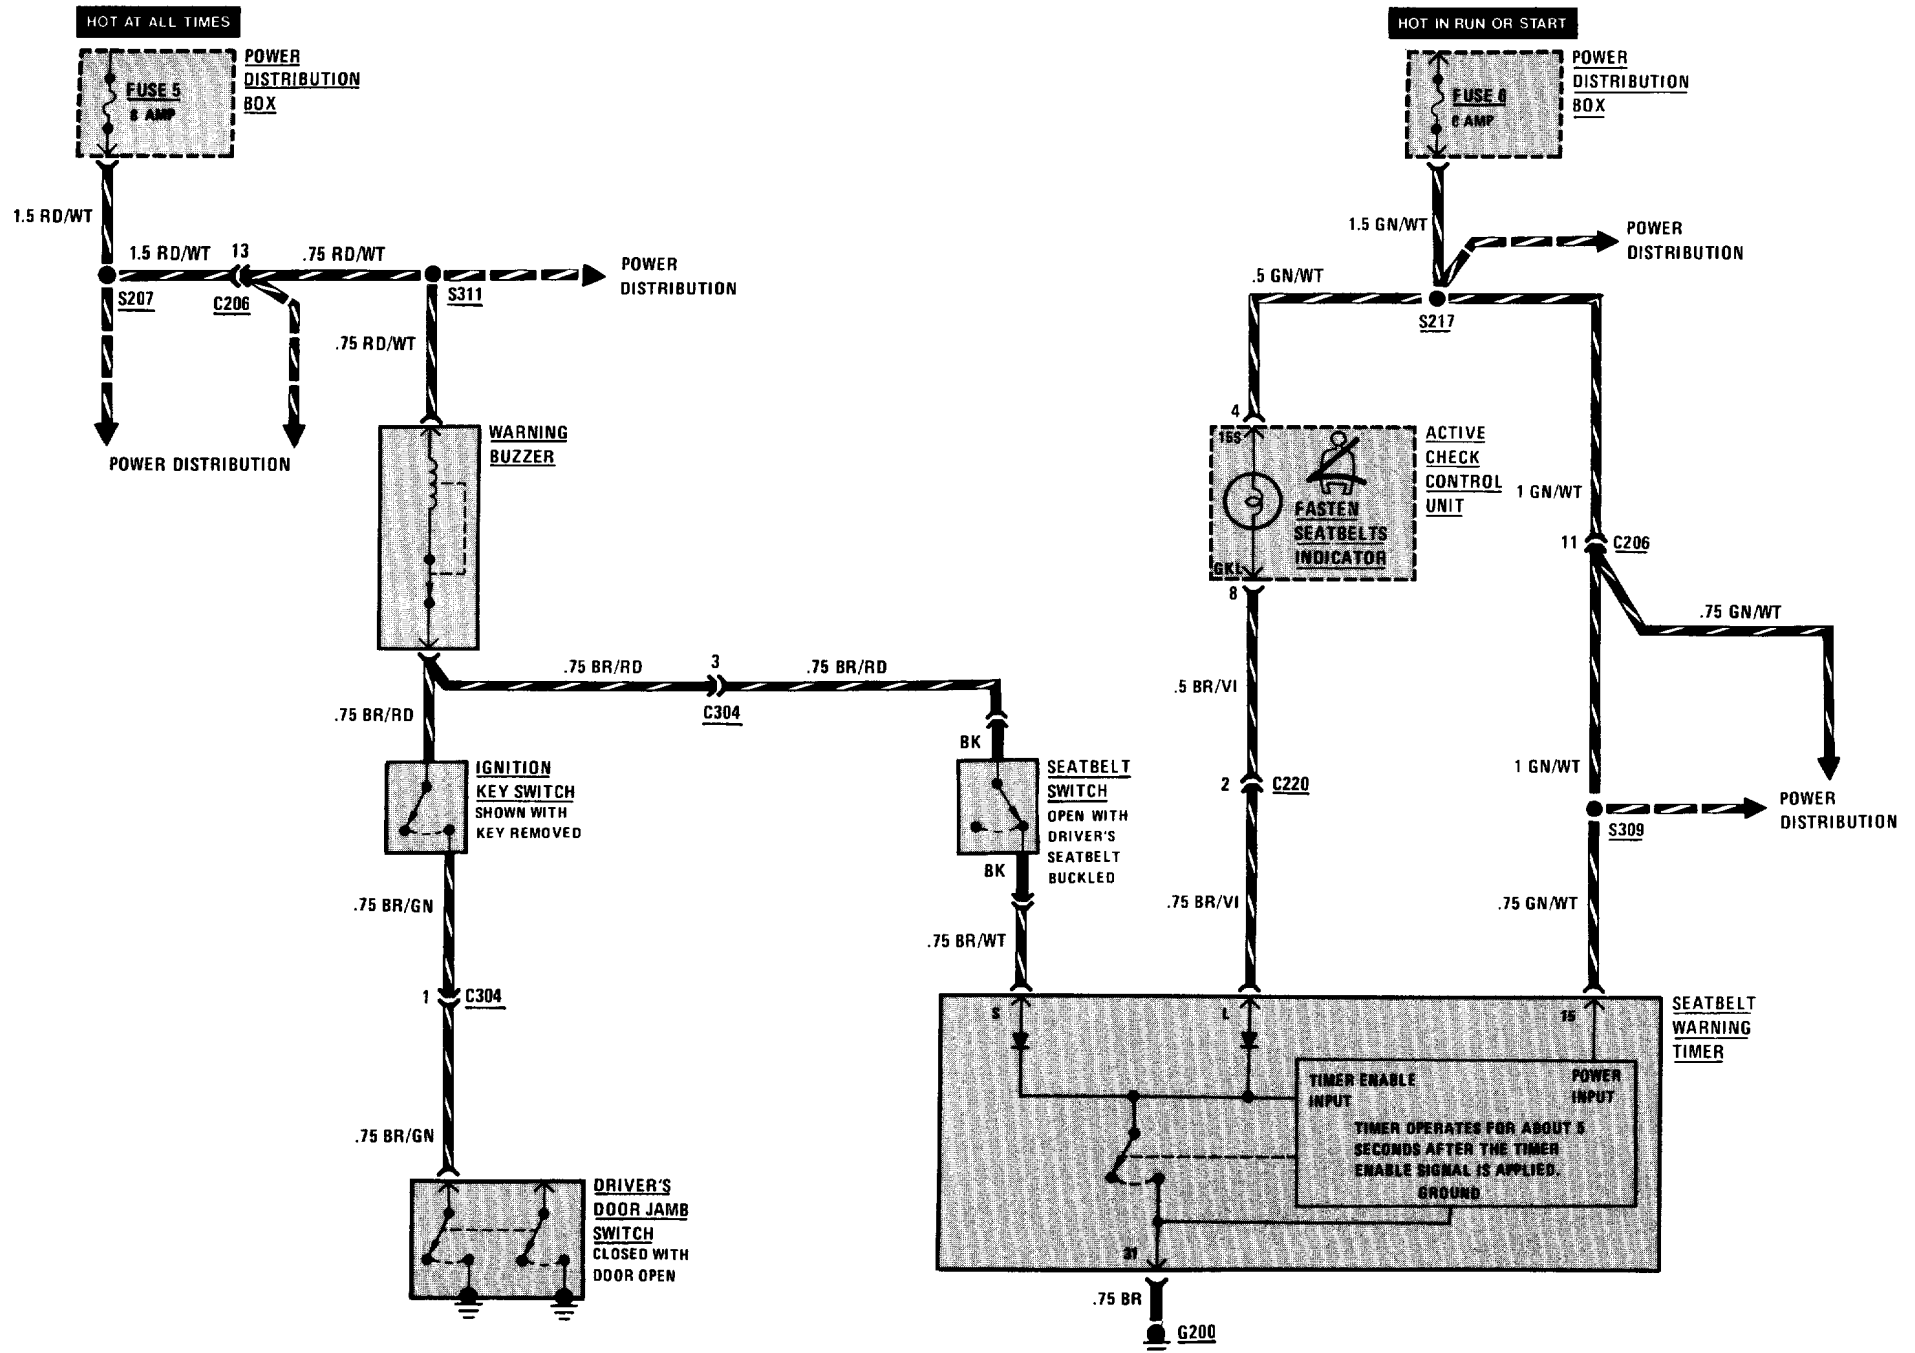 HOT AT ALL TIMES
HOT IN RUN OR START
FUSE 5
8 AMP
POWER
DISTRIBUTION
BOX
FUSE 6
8 AMP
POWER
DISTRIBUTION
BOX
1.5 RD/WT
1.5 RD/WT
13
.75 RD/WT
S207
C206
S311
POWER
DISTRIBUTION
.75 RD/WT
POWER DISTRIBUTION
1.5 GN/WT
POWER
DISTRIBUTION
.5 GN/WT
S217
WARNING
BUZZER
4
15S
FASTEN
SEATBELTS
INDICATOR
GKL
8
ACTIVE
CHECK
CONTROL
UNIT
1 GN/WT
11
C206
.75 GN/WT
.75 BR/RD
3
.75 BR/RD
C304
.75 BR/RD
.5 BR/VI
BK
IGNITION
KEY SWITCH
SHOWN WITH
KEY REMOVED
SEATBELT
SWITCH
OPEN WITH
DRIVER'S
SEATBELT
BUCKLED
BK
2
C220
1 GN/WT
POWER
DISTRIBUTION
S309
.75 BR/GN
.75 BR/WT
.75 BR/VI
.75 GN/WT
1
C304
S
L
15
SEATBELT
WARNING
TIMER
TIMER ENABLE
INPUT
POWER
INPUT
TIMER OPERATES FOR ABOUT 5
SECONDS AFTER THE TIMER
ENABLE SIGNAL IS APPLIED.
GROUND
31
.75 BR/GN
DRIVER'S
DOOR JAMB
SWITCH
CLOSED WITH
DOOR OPEN
.75 BR
G200